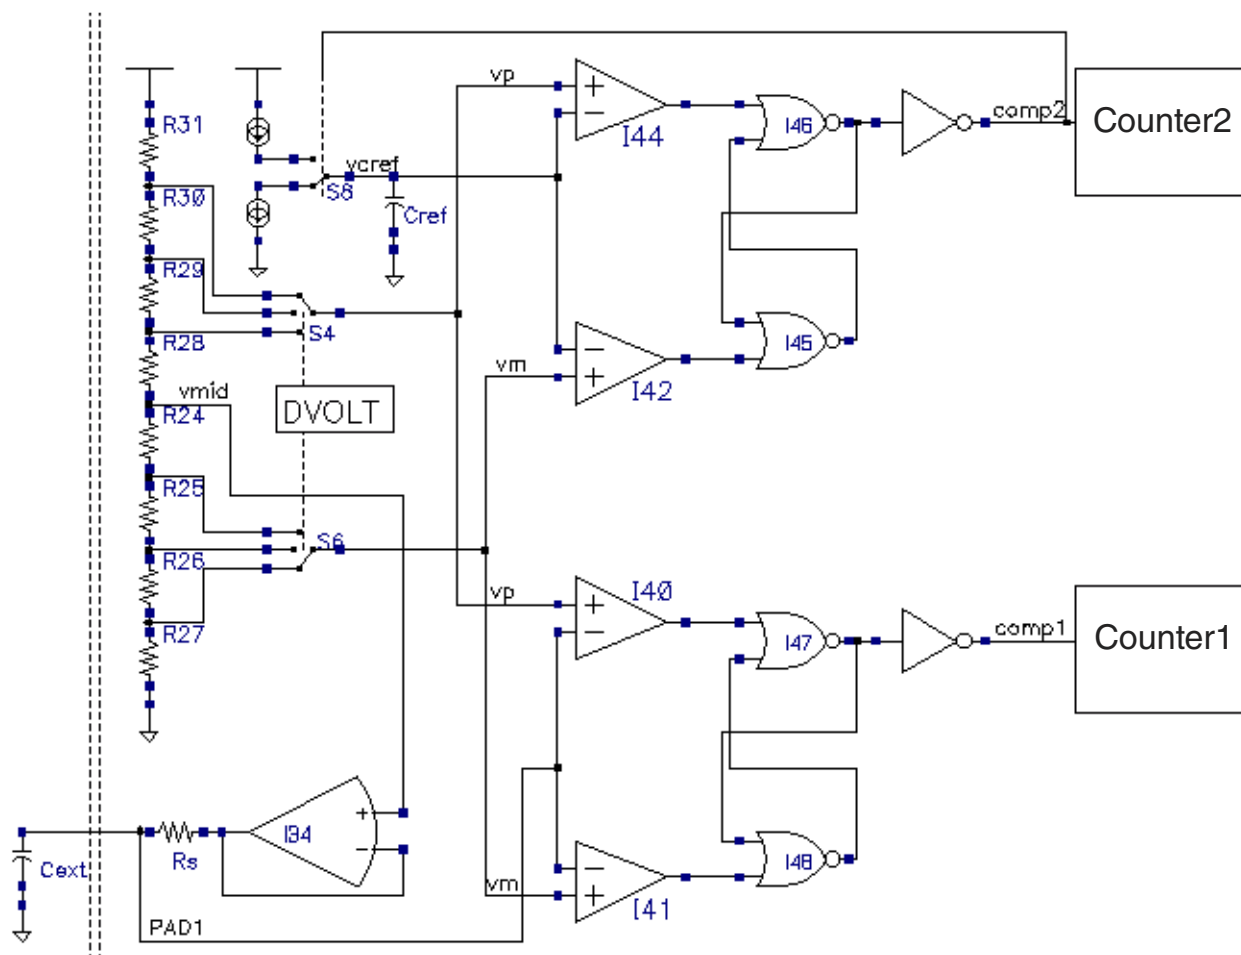 vp
+
−
I44
I46
comp2
Counter2
R31
vcref
S8
Cref
R30
R29
S4
R28
vm
−
+
I42
I45
vmid
DVOLT
R24
R25
S6
R26
R27
vp
+
−
I40
I47
comp1
Counter1
+
−
I34
Rs
Cext
PAD1
vm
−
+
I41
I48